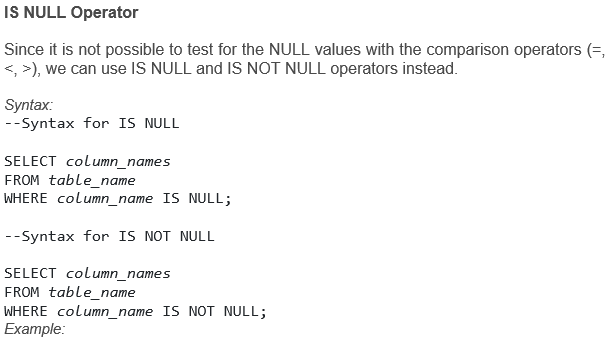 IS NULL Operator
Since it is not possible to test for the NULL values with the comparison operators (=,
<, >), we can use IS NULL and IS NOT NULL operators instead.
Syntax:
--Syntax for IS NULL
SELECT column_names
FROM table_name
WHERE column_name IS NULL;
--Syntax for IS NOT NULL
SELECT column_names
FROM table_name
WHERE column_name IS NOT NULL;
Example: